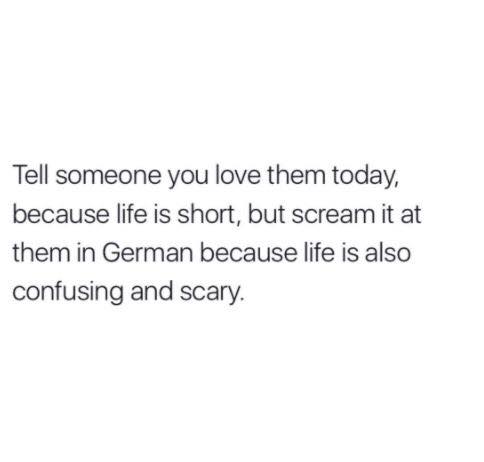 Tell someone you love them today,
because life is short, but scream it at
them in German because life is also
confusing and scary.